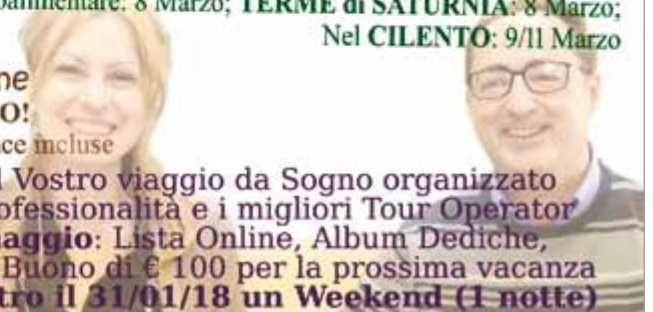 8 Marzo; TERME di SATURNIA: 8 Marzo;
Nel CILENTO: 9/11 Marzo
ne
O!
ce incluse
l Vostro viaggio da Sogno organizzato
ofessionalità e i migliori Tour Operator
aggio: Lista Online, Album Dediche,
Buono di € 100 per la prossima vacanza
tro il 31/01/18 un Weekend (1 notte)